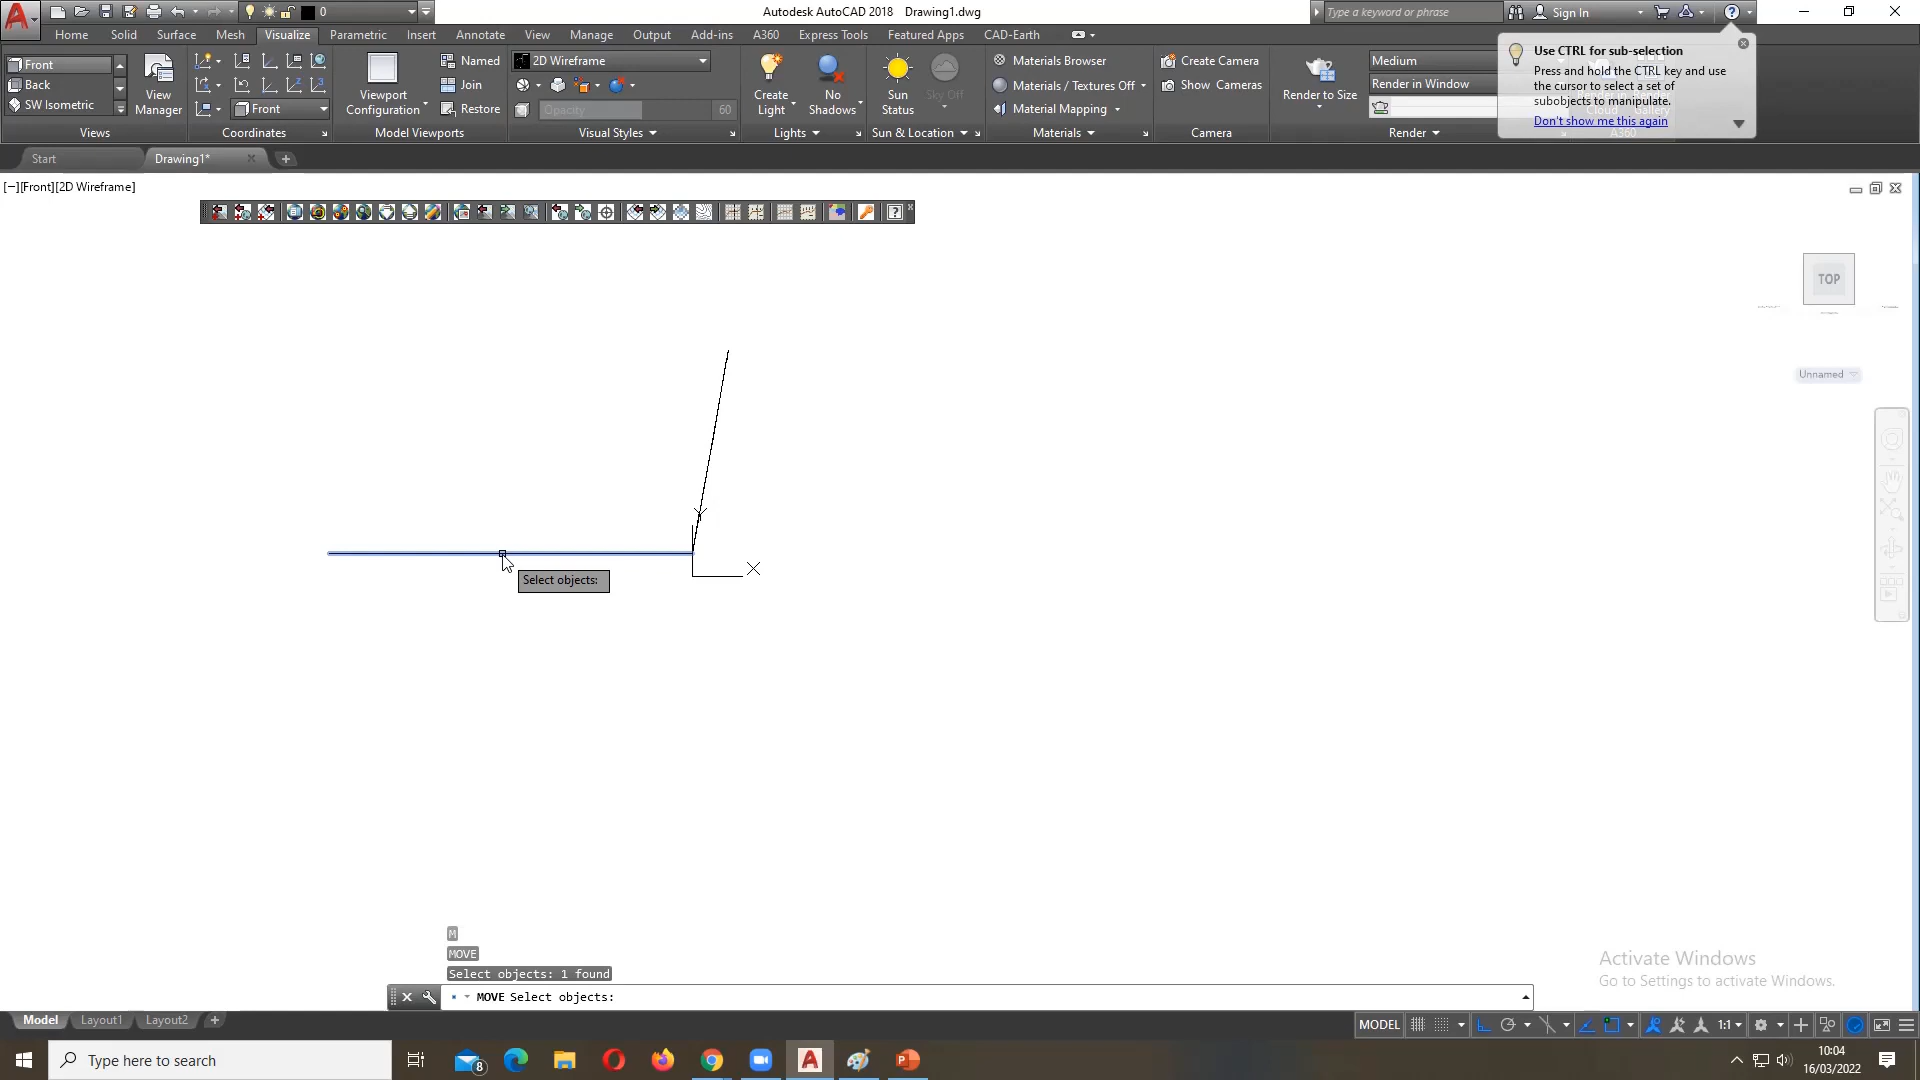 0
Autodesk AutoCAD 2018 Drawing1.dwg
Type a keyword or phrase
Sign In
Home Solid Surface Mesh Visualize Parametric Insert Annotate View Manage Output Add-ins A360 Express Tools Featured Apps CAD-Earth
Front
Back
SW Isometric
View
Manager
Views
Front
Coordinates
Viewport
Configuration
Named
Join
Restore
Model Viewports
2D Wireframe
Opacity 60
Visual Styles
Create
Light
No
Shadows
Lights
Sun
Status
Sky Off
Sun & Location
Materials Browser
Materials / Textures Off
Material Mapping
Materials
Create Camera
Show Cameras
Camera
Render to Size
Medium
Render in Window
Render
A360
Use CTRL for sub-selection
Press and hold the CTRL key and use
the cursor to select a set of
subobjects to manipulate.
Don't show me this again
Start
Drawing1*
[−][Front][2D Wireframe]
TOP
Unnamed
Y
X
Select objects:
M
MOVE
Select objects: 1 found
MOVE Select objects:
Activate Windows
Go to Settings to activate Windows.
Model Layout1 Layout2
MODEL
1:1
Type here to search
8
10:04
16/03/2022